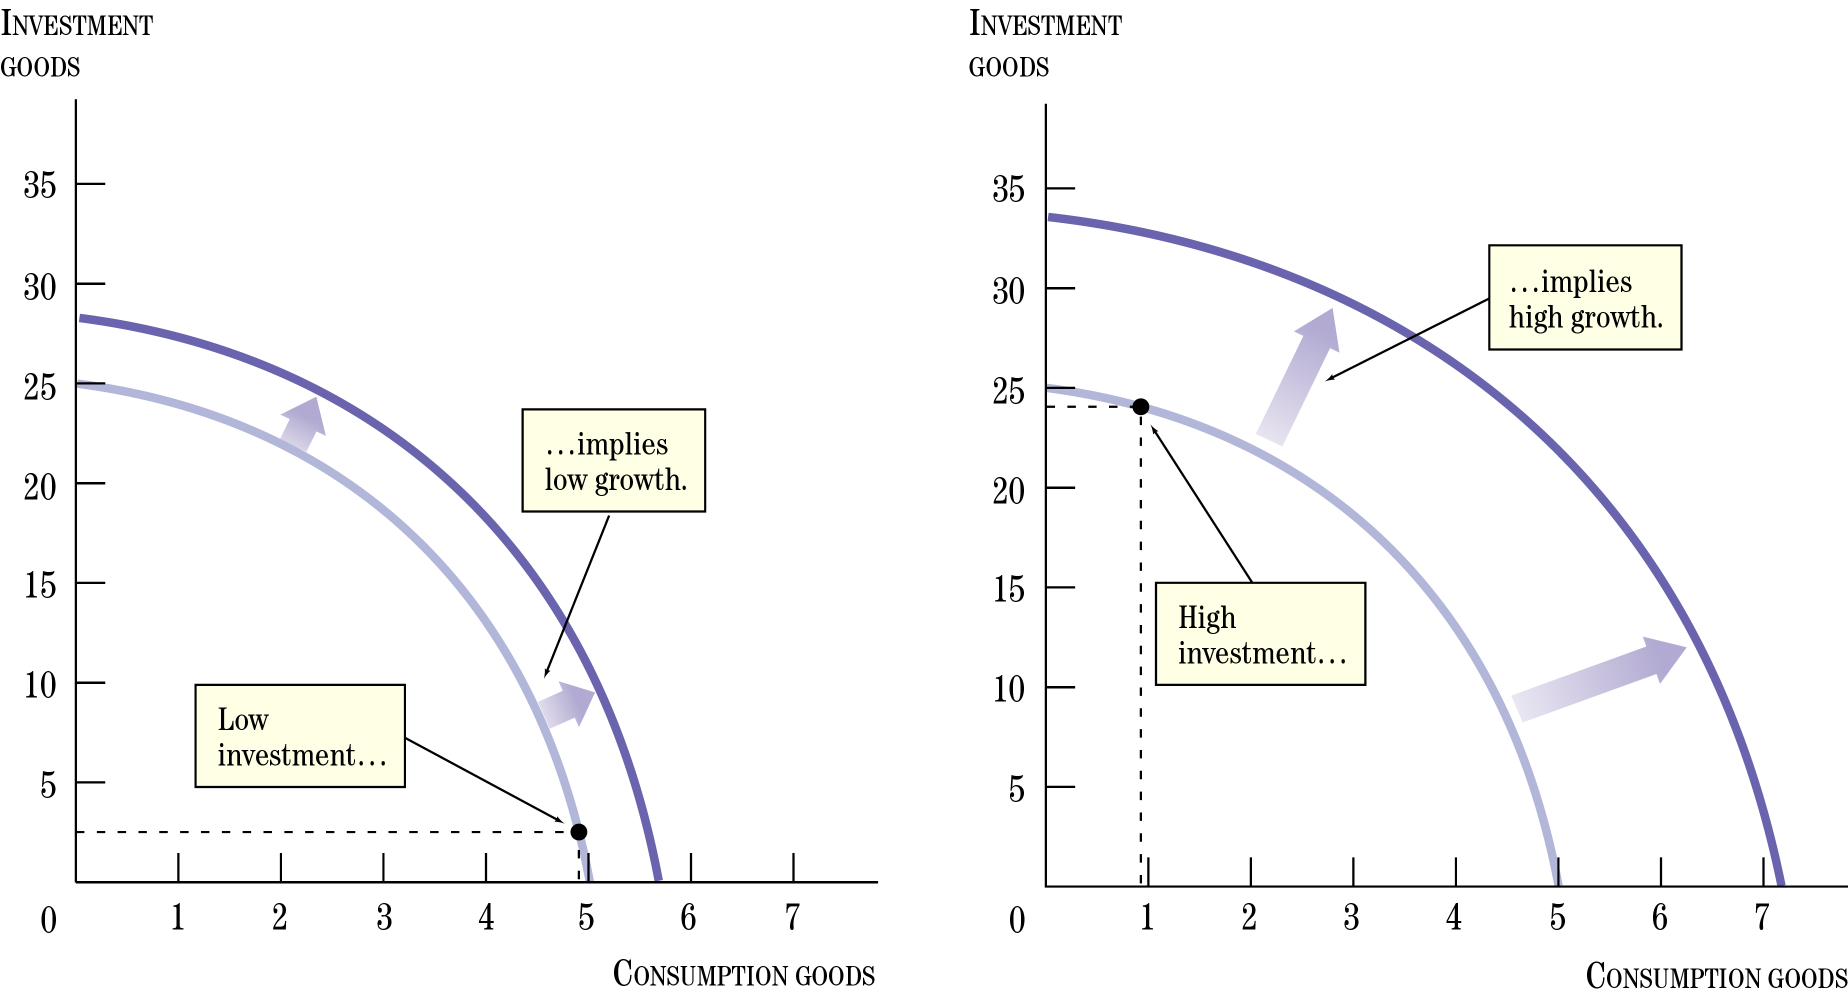 INVESTMENT
GOODS
35
30
25
20
15
10
5
0
1 2 3 4 5 6 7
CONSUMPTION GOODS
…implies
low growth.
Low
investment…
INVESTMENT
GOODS
35
30
25
20
15
10
5
0
1 2 3 4 5 6 7
CONSUMPTION GOODS
…implies
high growth.
High
investment…